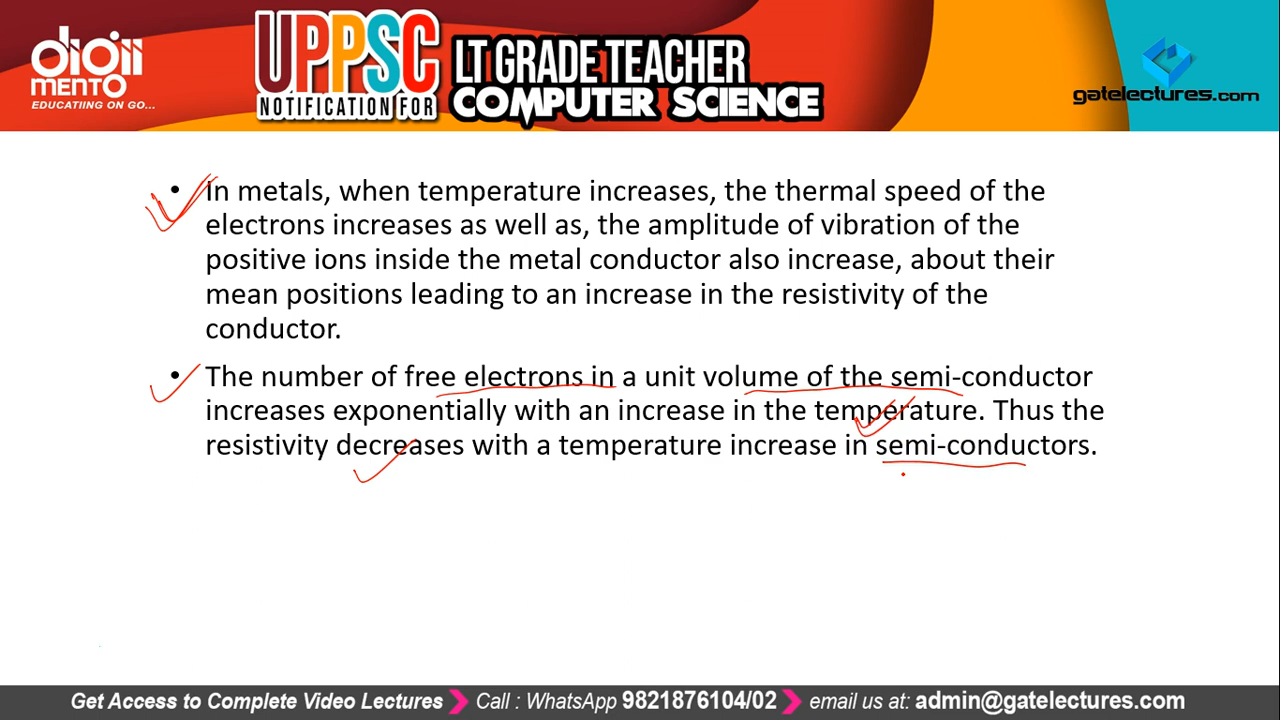 digii
MENTO
EDUCATIING ON GO...
UPPSC
NOTIFICATION FOR
LT GRADE TEACHER
COMPUTER SCIENCE
gatelectures.com
• In metals, when temperature increases, the thermal speed of the
electrons increases as well as, the amplitude of vibration of the
positive ions inside the metal conductor also increase, about their
mean positions leading to an increase in the resistivity of the
conductor.
• The number of free electrons in a unit volume of the semi-conductor
increases exponentially with an increase in the temperature. Thus the
resistivity decreases with a temperature increase in semi-conductors.
Get Access to Complete Video Lectures Call : WhatsApp 9821876104/02 email us at: admin@gatelectures.com